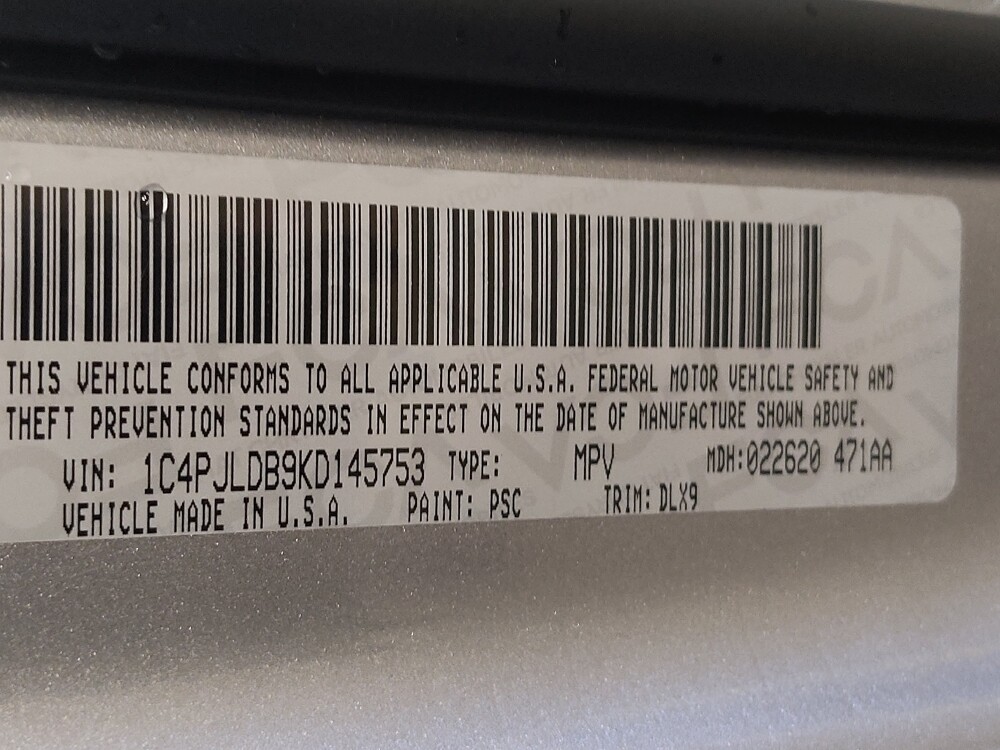 THIS VEHICLE CONFORMS TO ALL APPLICABLE U.S.A. FEDERAL MOTOR VEHICLE SAFETY AND
THEFT PREVENTION STANDARDS IN EFFECT ON THE DATE OF MANUFACTURE SHOWN ABOVE.
VIN: 1C4PJLDB9KD145753 TYPE: MPV MDH:022620 471AA
VEHICLE MADE IN U.S.A. PAINT: PSC TRIM: DLX9